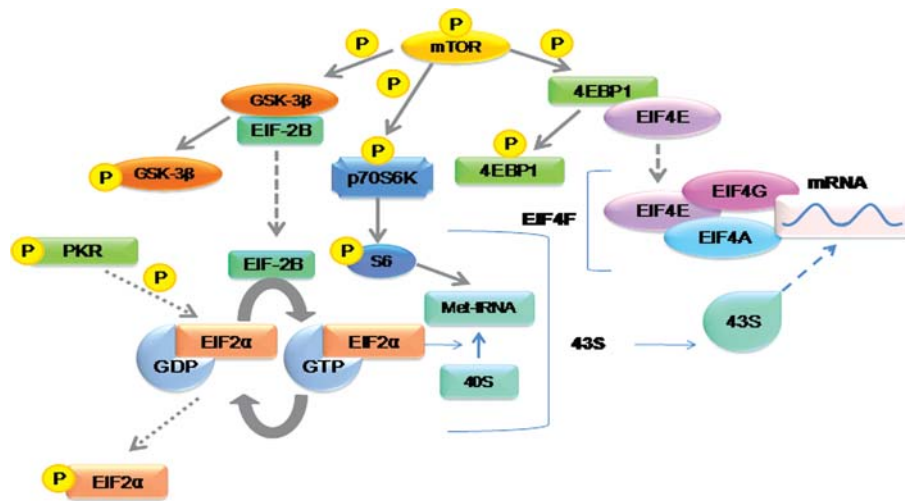 P
P
mTOR
P
P
GSK-3β
EIF-2B
4EBP1
EIF4E
P
GSK-3β
P
p70S6K
P
4EBP1
EIF4F
EIF4E
EIF4G
EIF4A
mRNA
P
PKR
P
EIF-2B
P
S6
Met-tRNA
40S
43S
43S
GDP
EIF2α
GTP
EIF2α
P
EIF2α